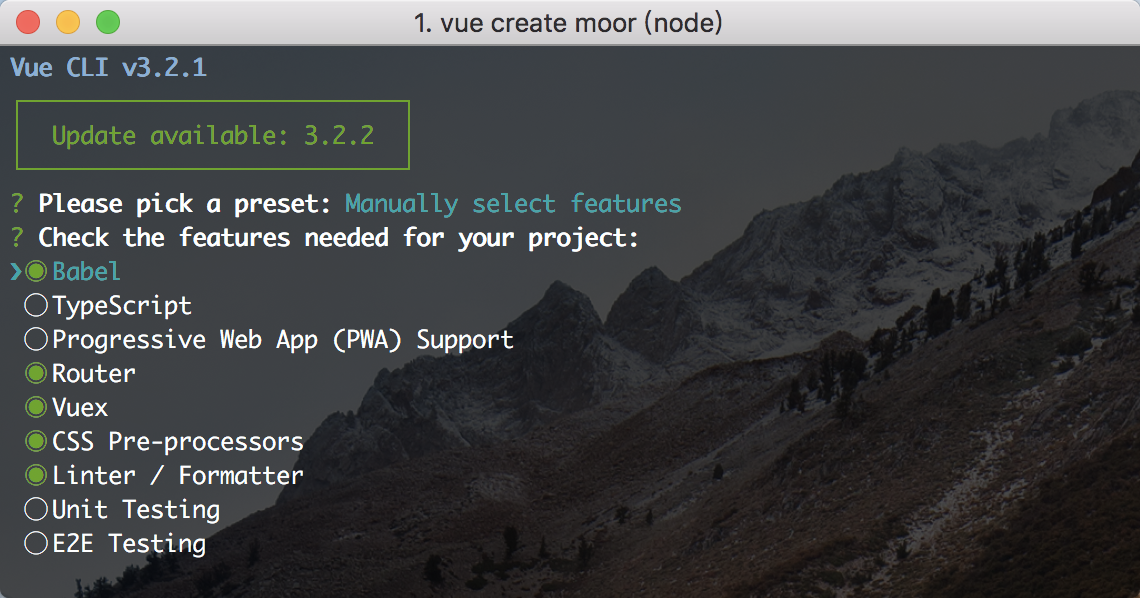 1. vue create moor (node)
Vue CLI v3.2.1
Update available: 3.2.2
? Please pick a preset: Manually select features
? Check the features needed for your project:
❯◉ Babel
◯ TypeScript
◯ Progressive Web App (PWA) Support
◉ Router
◉ Vuex
◉ CSS Pre-processors
◉ Linter / Formatter
◯ Unit Testing
◯ E2E Testing